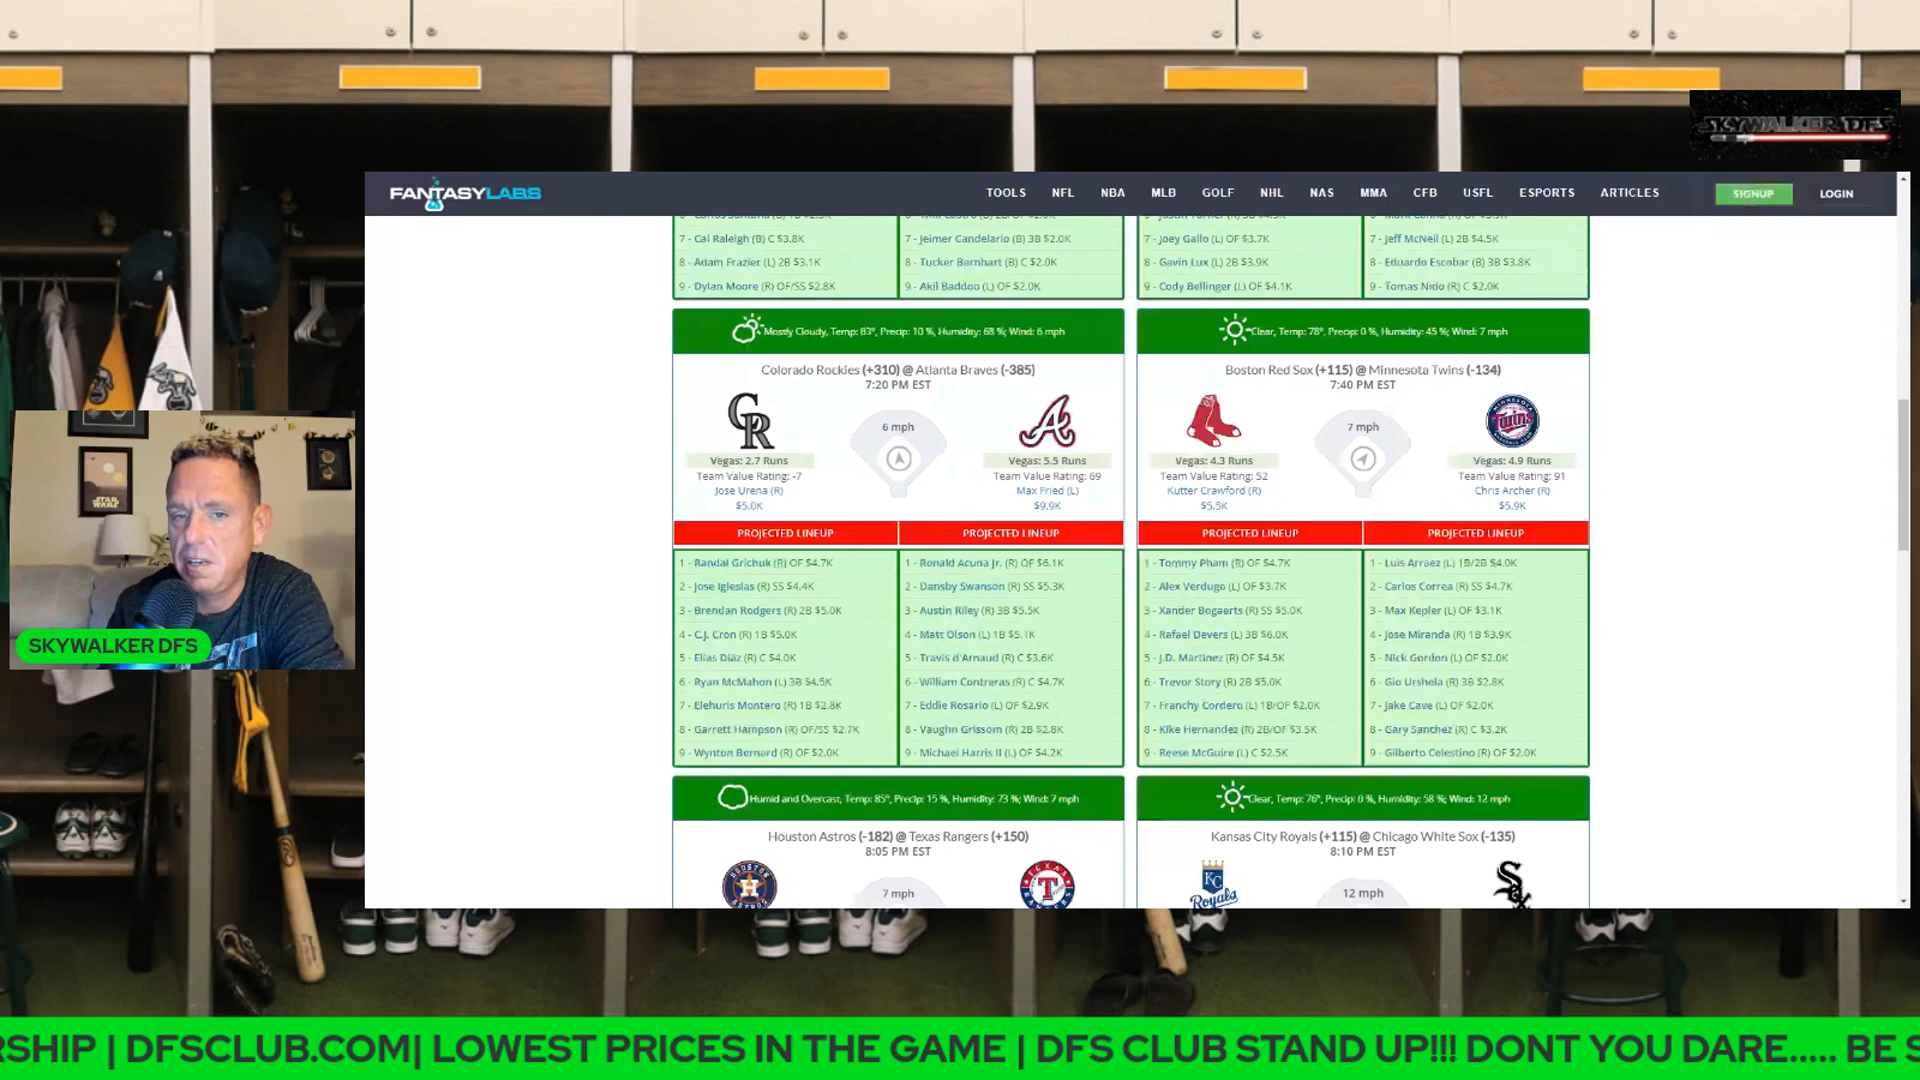 SKYWALKER DFS
FANTASYLABS
TOOLS NFL NBA MLB GOLF NHL NAS MMA CFB USFL ESPORTS ARTICLES SIGNUP LOGIN
7 - Cal Raleigh (B) C $3.8K
8 - Adam Frazier (L) 2B $3.1K
9 - Dylan Moore (R) OF/SS $2.8K
7 - Jeimer Candelario (B) 3B $2.0K
8 - Tucker Barnhart (B) C $2.0K
9 - Akil Baddoo (L) OF $2.0K
7 - Joey Gallo (L) OF $3.7K
8 - Gavin Lux (L) 2B $3.9K
9 - Cody Bellinger (L) OF $4.1K
7 - Jeff McNeil (L) 2B $4.5K
8 - Eduardo Escobar (B) 3B $3.8K
9 - Tomas Nido (R) C $2.0K
Mostly Cloudy, Temp: 83°, Precip: 10 %, Humidity: 68 %; Wind: 6 mph
Colorado Rockies (+310) @ Atlanta Braves (-385)
7:20 PM EST
6 mph
Vegas: 2.7 Runs
Team Value Rating: -7
Jose Urena (R)
$5.0K
Vegas: 5.5 Runs
Team Value Rating: 69
Max Fried (L)
$9.9K
PROJECTED LINEUP
PROJECTED LINEUP
1 - Randal Grichuk (R) OF $4.7K
2 - Jose Iglesias (R) SS $4.4K
3 - Brendan Rodgers (R) 2B $5.0K
4 - C.J. Cron (R) 1B $5.0K
5 - Elias Diaz (R) C $4.0K
6 - Ryan McMahon (L) 3B $4.5K
7 - Elehuris Montero (R) 1B $2.8K
8 - Garrett Hampson (R) OF/SS $2.7K
9 - Wynton Bernard (R) OF $2.0K
1 - Ronald Acuna Jr. (R) OF $6.1K
2 - Dansby Swanson (R) SS $5.3K
3 - Austin Riley (R) 3B $5.5K
4 - Matt Olson (L) 1B $5.1K
5 - Travis d'Arnaud (R) C $3.6K
6 - William Contreras (R) C $4.7K
7 - Eddie Rosario (L) OF $2.9K
8 - Vaughn Grissom (R) 2B $2.8K
9 - Michael Harris II (L) OF $4.2K
Clear, Temp: 78°, Precip: 0 %, Humidity: 45 %; Wind: 7 mph
Boston Red Sox (+115) @ Minnesota Twins (-134)
7:40 PM EST
7 mph
Vegas: 4.3 Runs
Team Value Rating: 52
Kutter Crawford (R)
$5.5K
Vegas: 4.9 Runs
Team Value Rating: 91
Chris Archer (R)
$5.9K
PROJECTED LINEUP
PROJECTED LINEUP
1 - Tommy Pham (R) OF $4.7K
2 - Alex Verdugo (L) OF $3.7K
3 - Xander Bogaerts (R) SS $5.0K
4 - Rafael Devers (L) 3B $6.0K
5 - J.D. Martinez (R) OF $4.5K
6 - Trevor Story (R) 2B $5.0K
7 - Franchy Cordero (L) 1B/OF $2.0K
8 - Kike Hernandez (R) 2B/OF $3.5K
9 - Reese McGuire (L) C $2.5K
1 - Luis Arraez (L) 1B/2B $4.0K
2 - Carlos Correa (R) SS $4.7K
3 - Max Kepler (L) OF $3.1K
4 - Jose Miranda (R) 1B $3.9K
5 - Nick Gordon (L) OF $2.0K
6 - Gio Urshela (R) 3B $2.8K
7 - Jake Cave (L) OF $2.0K
8 - Gary Sanchez (R) C $3.2K
9 - Gilberto Celestino (R) OF $2.0K
Humid and Overcast, Temp: 85°, Precip: 15 %, Humidity: 73 %; Wind: 7 mph
Houston Astros (-182) @ Texas Rangers (+150)
8:05 PM EST
7 mph
Clear, Temp: 76°, Precip: 0 %, Humidity: 58 %; Wind: 12 mph
Kansas City Royals (+115) @ Chicago White Sox (-135)
8:10 PM EST
12 mph
SKYWALKER DFS
RSHIP | DFSCLUB.COM| LOWEST PRICES IN THE GAME | DFS CLUB STAND UP!!! DONT YOU DARE..... BE S